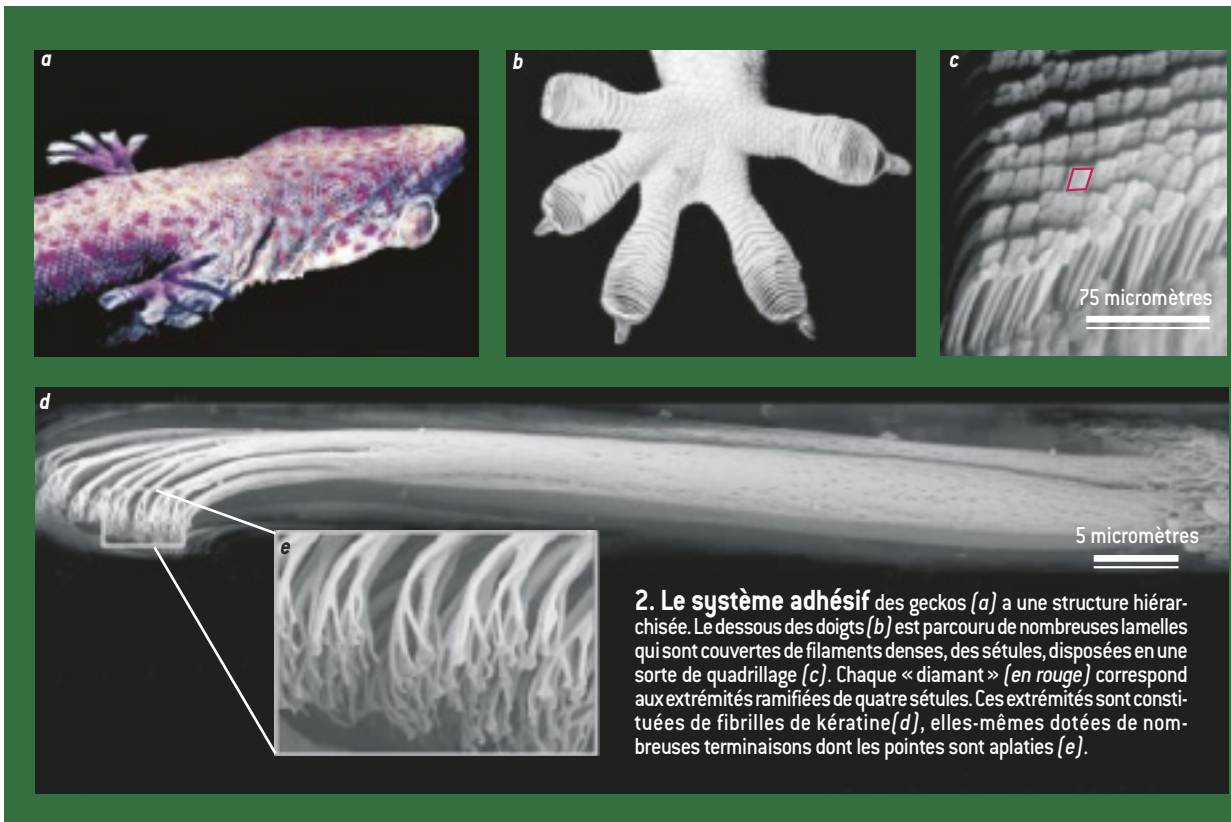 a
b
c
75 micromètres
d
5 micromètres
e
2. Le système adhésif des geckos (a) a une structure hiérar-
chisée. Le dessous des doigts (b) est parcouru de nombreuses lamelles
qui sont couvertes de filaments denses, des sétules, disposées en une
sorte de quadrillage (c). Chaque « diamant » (en rouge) correspond
aux extrémités ramifiées de quatre sétules. Ces extrémités sont consti-
tuées de fibrilles de kératine(d), elles-mêmes dotées de nom-
breuses terminaisons dont les pointes sont aplaties (e).